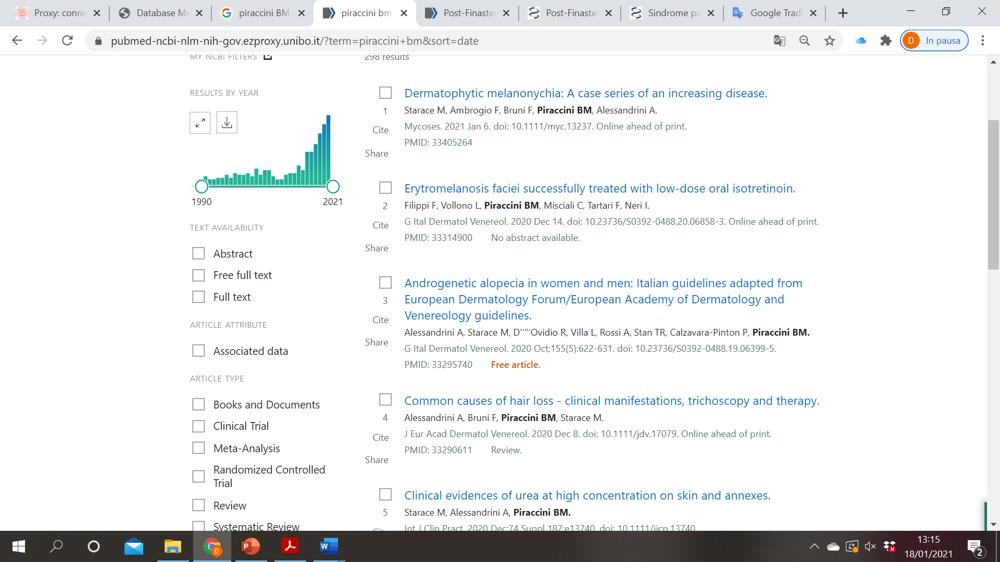 Proxy: conne
Database Me
piraccini BM
piraccini bm
Post-Finaster
Post-Finaster
Sindrome po
Google Tradu
pubmed-ncbi-nlm-nih-gov.ezproxy.unibo.it/?term=piraccini+bm&sort=date
D In pausa
MY NCBI FILTERS
298 results
RESULTS BY YEAR
1990
2021
TEXT AVAILABILITY
Abstract
Free full text
Full text
ARTICLE ATTRIBUTE
Associated data
ARTICLE TYPE
Books and Documents
Clinical Trial
Meta-Analysis
Randomized Controlled
Trial
Review
Systematic Review
Dermatophytic melanonychia: A case series of an increasing disease.
1
Starace M, Ambrogio F, Bruni F, Piraccini BM, Alessandrini A.
Cite
Mycoses. 2021 Jan 6. doi: 10.1111/myc.13237. Online ahead of print.
PMID: 33405264
Share
Erytromelanosis faciei successfully treated with low-dose oral isotretinoin.
2
Filippi F, Vollono L, Piraccini BM, Misciali C, Tartari F, Neri I.
Cite
G Ital Dermatol Venereol. 2020 Dec 14. doi: 10.23736/S0392-0488.20.06858-3. Online ahead of print.
PMID: 33314900 No abstract available.
Share
Androgenetic alopecia in women and men: Italian guidelines adapted from
3
European Dermatology Forum/European Academy of Dermatology and
Venereology guidelines.
Cite
Alessandrini A, Starace M, D'''''Ovidio R, Villa L, Rossi A, Stan TR, Calzavara-Pinton P, Piraccini BM.
Share
G Ital Dermatol Venereol. 2020 Oct;155(5):622-631. doi: 10.23736/S0392-0488.19.06399-5.
PMID: 33295740 Free article.
Common causes of hair loss - clinical manifestations, trichoscopy and therapy.
4
Alessandrini A, Bruni F, Piraccini BM, Starace M.
Cite
J Eur Acad Dermatol Venereol. 2020 Dec 8. doi: 10.1111/jdv.17079. Online ahead of print.
PMID: 33290611 Review.
Share
Clinical evidences of urea at high concentration on skin and annexes.
5
Starace M, Alessandrini A, Piraccini BM.
Cite
Int J Clin Pract. 2020 Dec;74 Suppl 187:e13740. doi: 10.1111/ijcp.13740.
D
P
W
13:15
18/01/2021
2